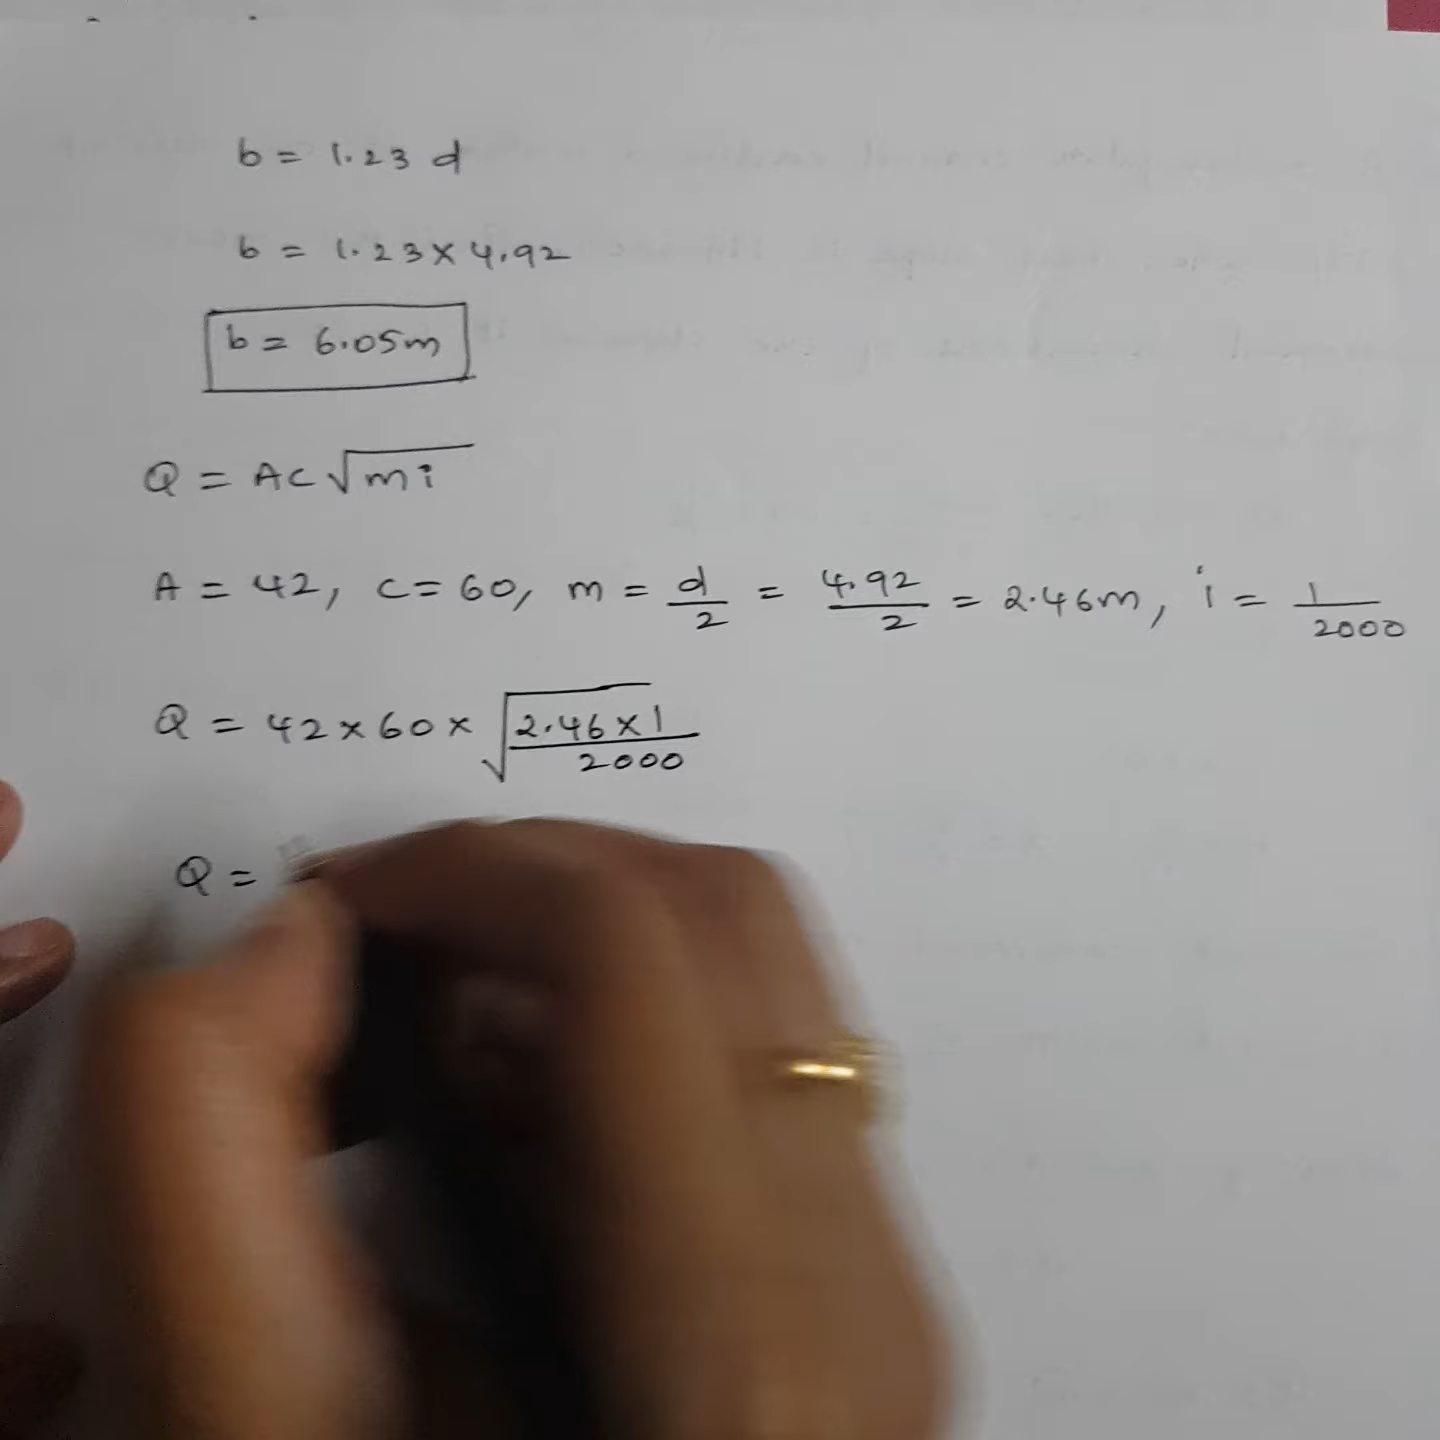 b = 1.23 d
b = 1.23 × 4.92
b = 6.05m
Q = AC √mi
A = 42, C = 60, m = d/2 = 4.92/2 = 2.46m, i = 1/2000
Q = 42 × 60 × √2.46 × 1/2000
Q =